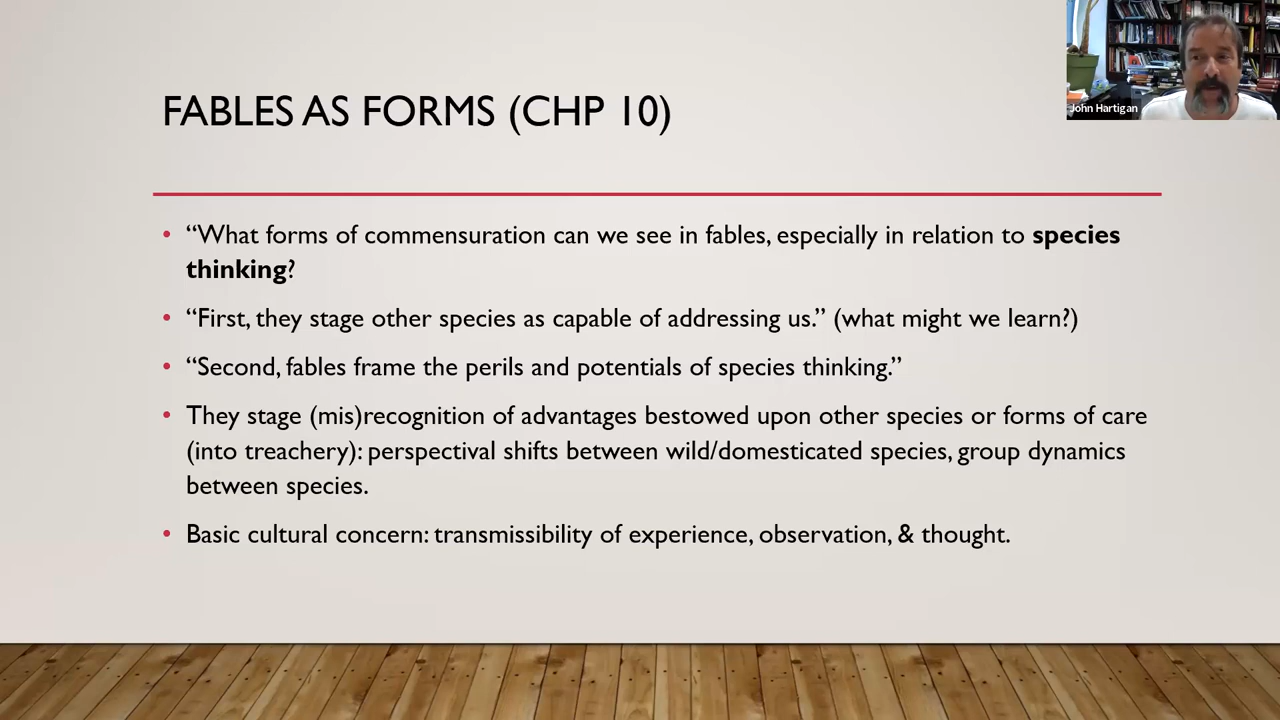 John Hartigan
FABLES AS FORMS (CHP 10)
• “What forms of commensuration can we see in fables, especially in relation to species
thinking?
• “First, they stage other species as capable of addressing us.” (what might we learn?)
• “Second, fables frame the perils and potentials of species thinking.”
• They stage (mis)recognition of advantages bestowed upon other species or forms of care
(into treachery): perspectival shifts between wild/domesticated species, group dynamics
between species.
• Basic cultural concern: transmissibility of experience, observation, & thought.